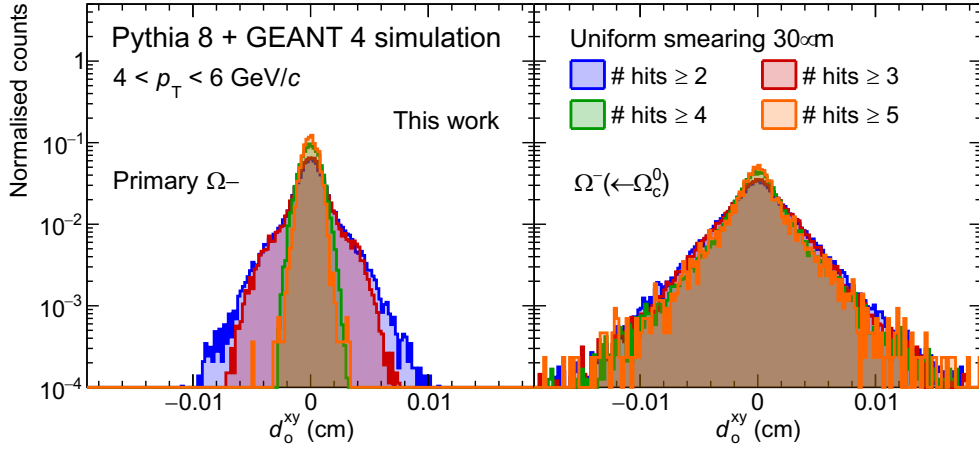 Normalised counts
1
10⁻¹
10⁻²
10⁻³
10⁻⁴
Pythia 8 + GEANT 4 simulation
4 < p_T < 6 GeV/c
This work
Primary Ω−
−0.01 0 0.01
d_o^xy (cm)
Uniform smearing 30∝m
# hits ≥ 2 # hits ≥ 3
# hits ≥ 4 # hits ≥ 5
Ω⁻(←Ω_c^0)
−0.01 0 0.01
d_o^xy (cm)